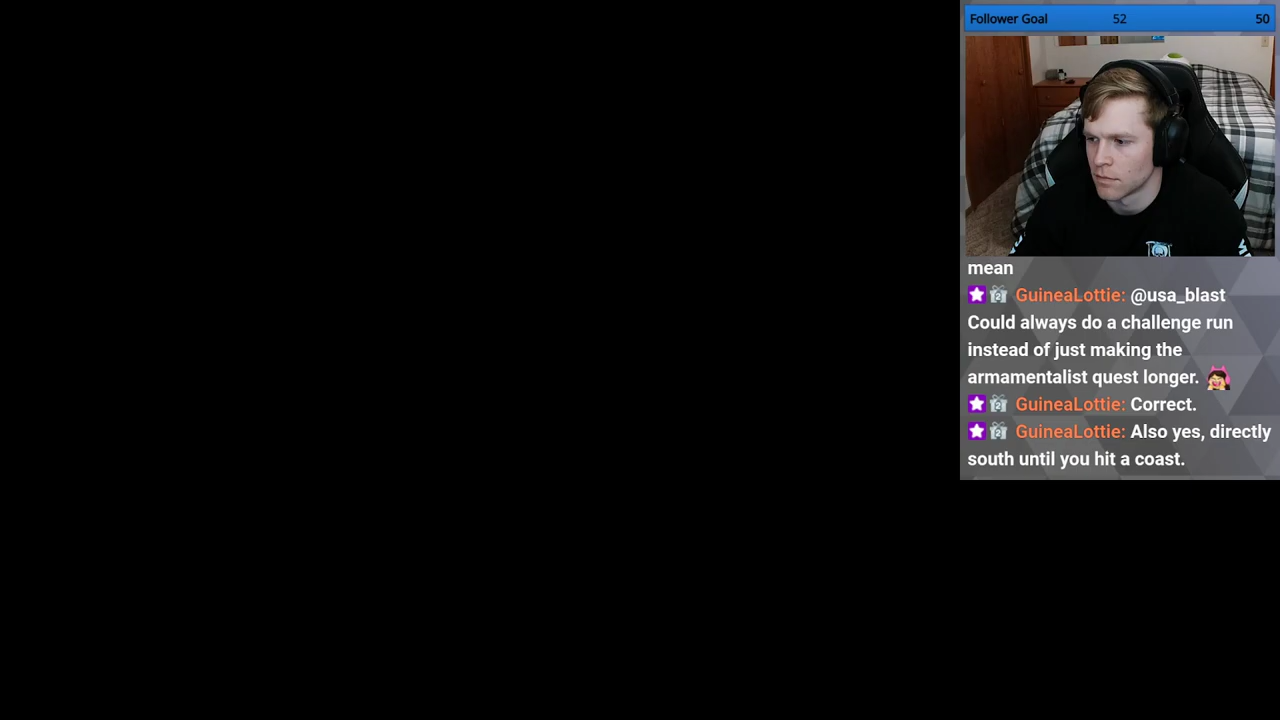 Follower Goal 52 50
mean
GuineaLottie: @usa_blast
Could always do a challenge run
instead of just making the
armamentalist quest longer.
GuineaLottie: Correct.
GuineaLottie: Also yes, directly
south until you hit a coast.